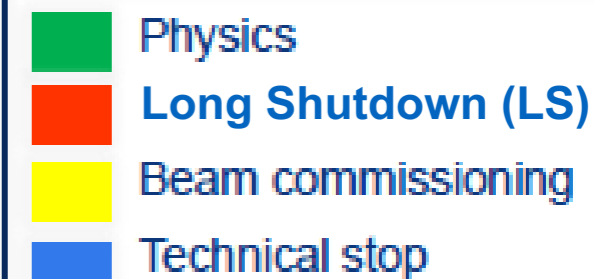 Physics
Long Shutdown (LS)
Beam commissioning
Technical stop